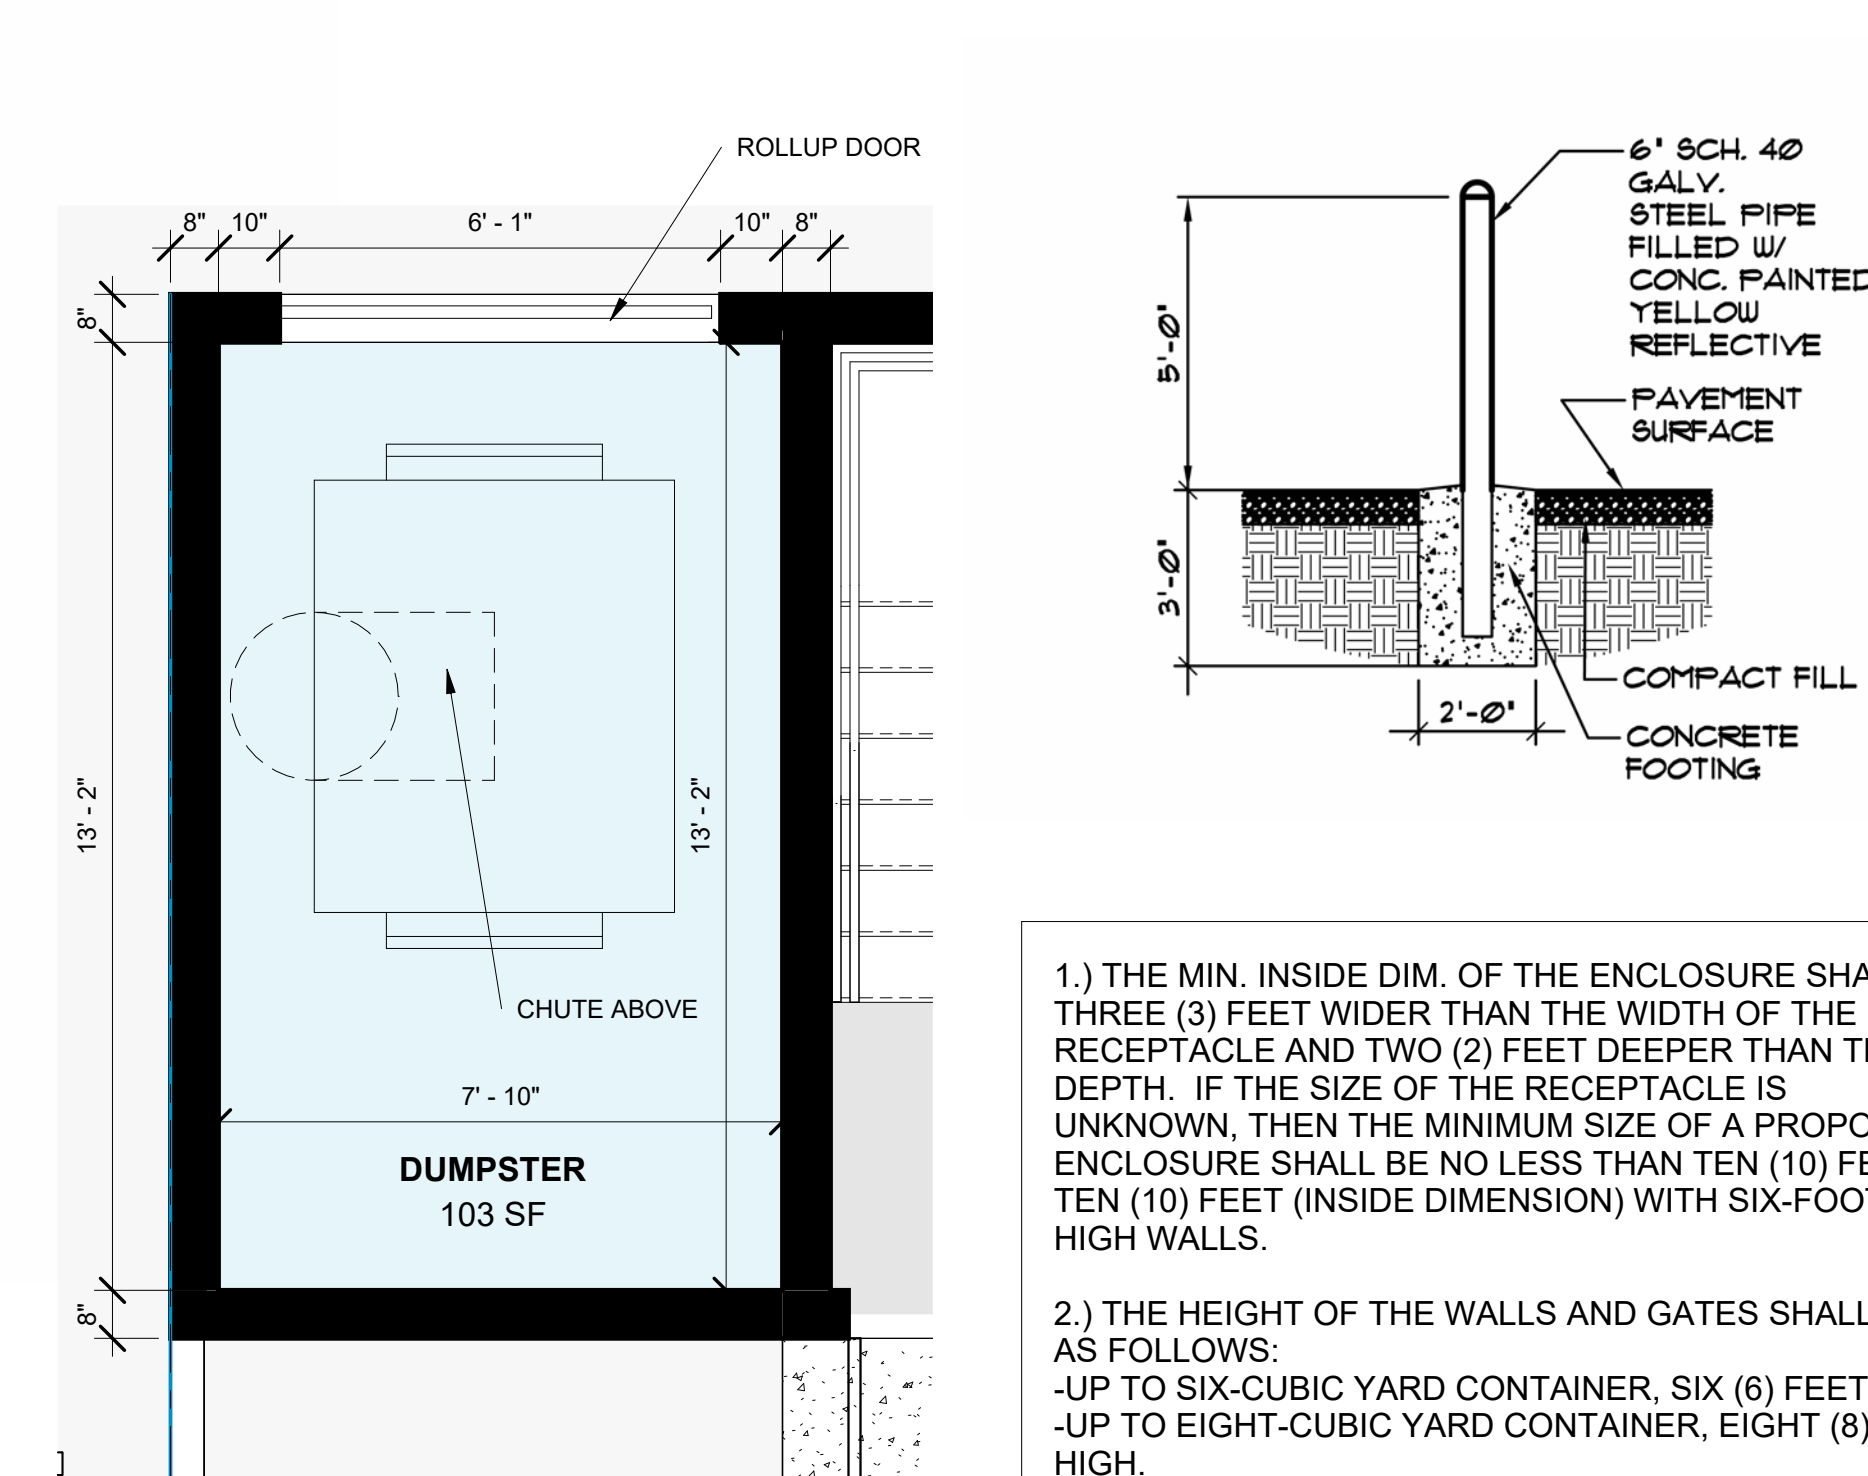 ROLLUP DOOR
8" 10" 6' - 1" 10" 8"
8"
13' - 2"
13' - 2"
CHUTE ABOVE
7' - 10"
DUMPSTER
103 SF
8"
6" SCH. 40
GALV.
STEEL PIPE
FILLED W/
CONC. PAINTED
YELLOW
REFLECTIVE
5'-0"
PAVEMENT
SURFACE
3'-0"
COMPACT FILL
2'-0"
CONCRETE
FOOTING
1.) THE MIN. INSIDE DIM. OF THE ENCLOSURE SHA
THREE (3) FEET WIDER THAN THE WIDTH OF THE
RECEPTACLE AND TWO (2) FEET DEEPER THAN T
DEPTH. IF THE SIZE OF THE RECEPTACLE IS
UNKNOWN, THEN THE MINIMUM SIZE OF A PROPO
ENCLOSURE SHALL BE NO LESS THAN TEN (10) FE
TEN (10) FEET (INSIDE DIMENSION) WITH SIX-FOOT
HIGH WALLS.
2.) THE HEIGHT OF THE WALLS AND GATES SHALL
AS FOLLOWS:
-UP TO SIX-CUBIC YARD CONTAINER, SIX (6) FEET
-UP TO EIGHT-CUBIC YARD CONTAINER, EIGHT (8)
HIGH.